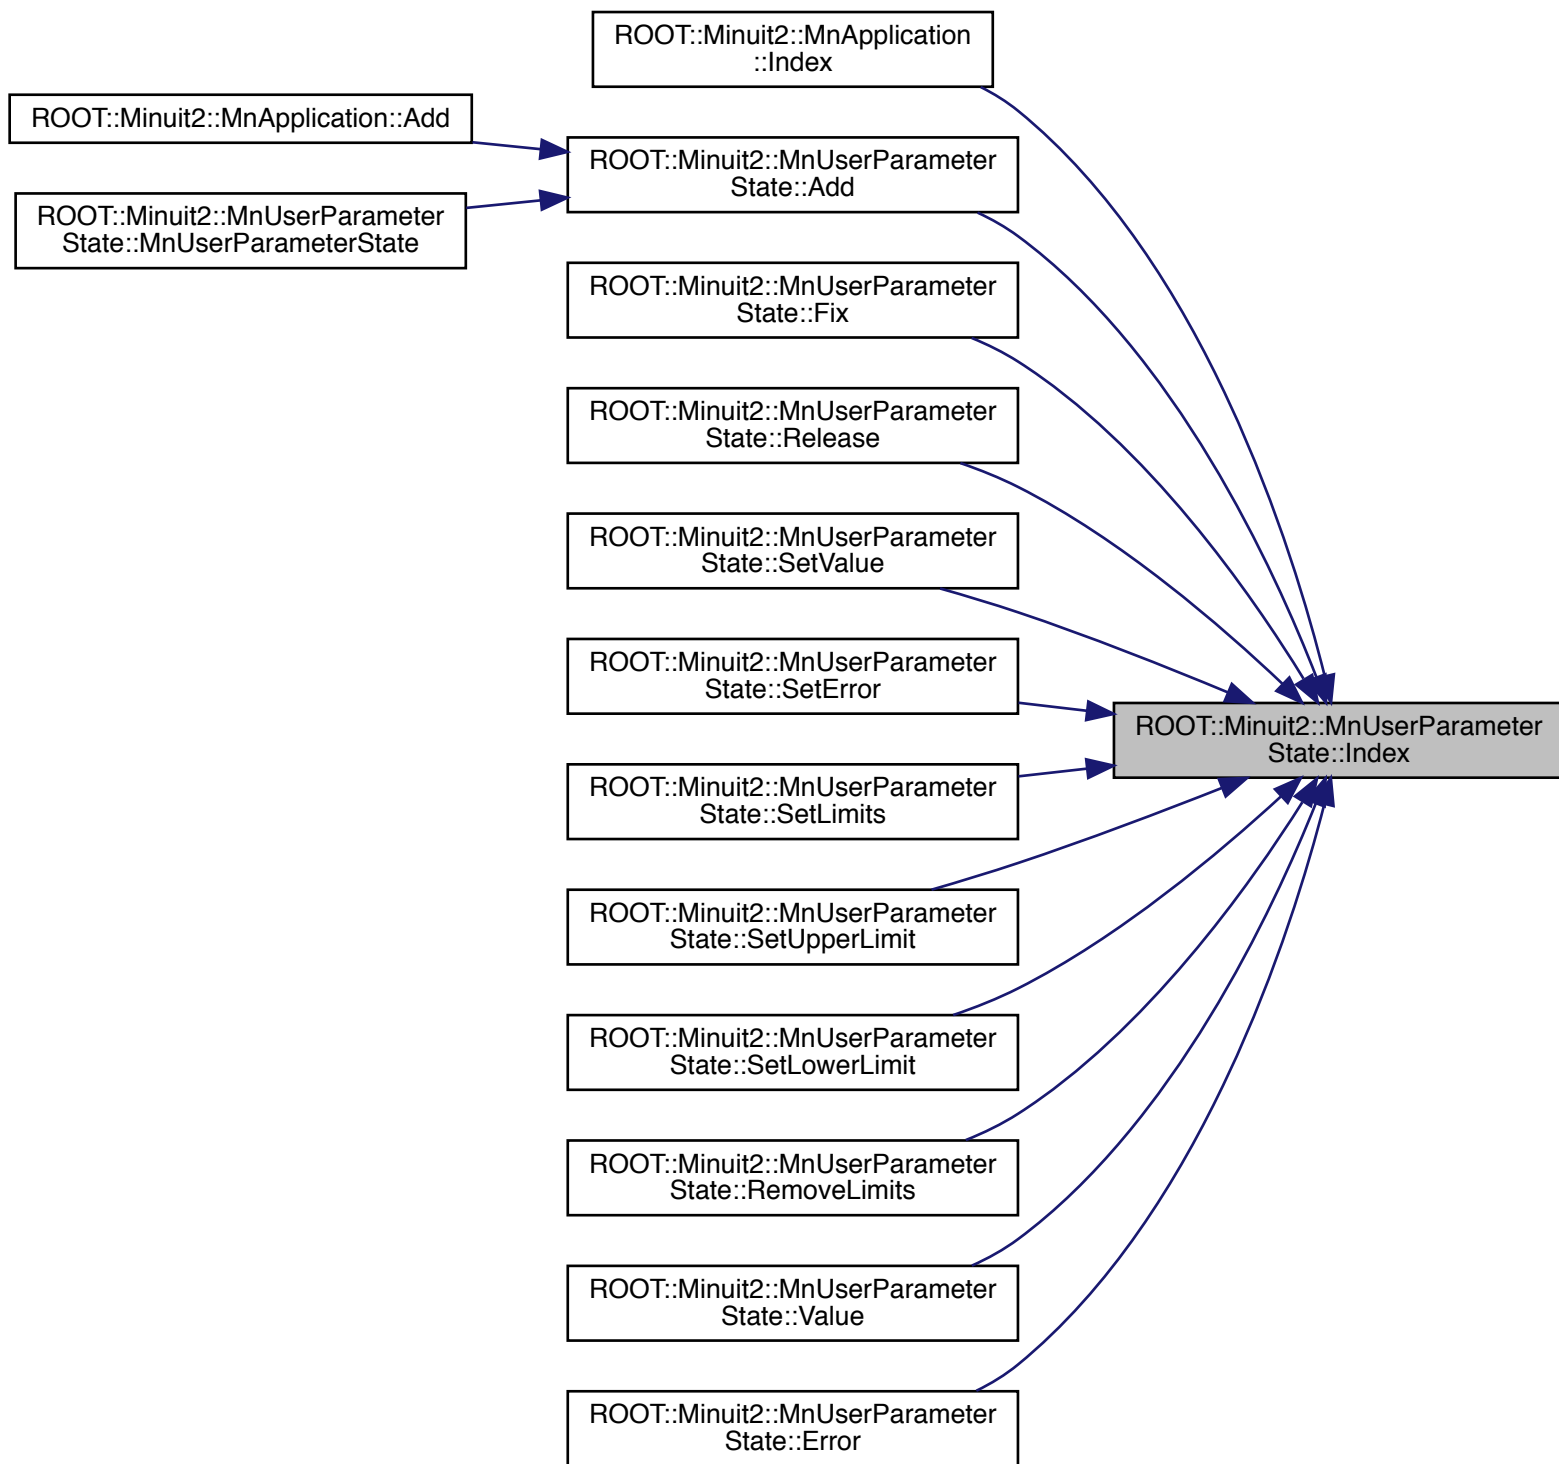 ROOT::Minuit2::MnApplication
::Index
ROOT::Minuit2::MnApplication::Add
ROOT::Minuit2::MnUserParameter
State::Add
ROOT::Minuit2::MnUserParameter
State::MnUserParameterState
ROOT::Minuit2::MnUserParameter
State::Fix
ROOT::Minuit2::MnUserParameter
State::Release
ROOT::Minuit2::MnUserParameter
State::SetValue
ROOT::Minuit2::MnUserParameter
State::SetError
ROOT::Minuit2::MnUserParameter
State::Index
ROOT::Minuit2::MnUserParameter
State::SetLimits
ROOT::Minuit2::MnUserParameter
State::SetUpperLimit
ROOT::Minuit2::MnUserParameter
State::SetLowerLimit
ROOT::Minuit2::MnUserParameter
State::RemoveLimits
ROOT::Minuit2::MnUserParameter
State::Value
ROOT::Minuit2::MnUserParameter
State::Error